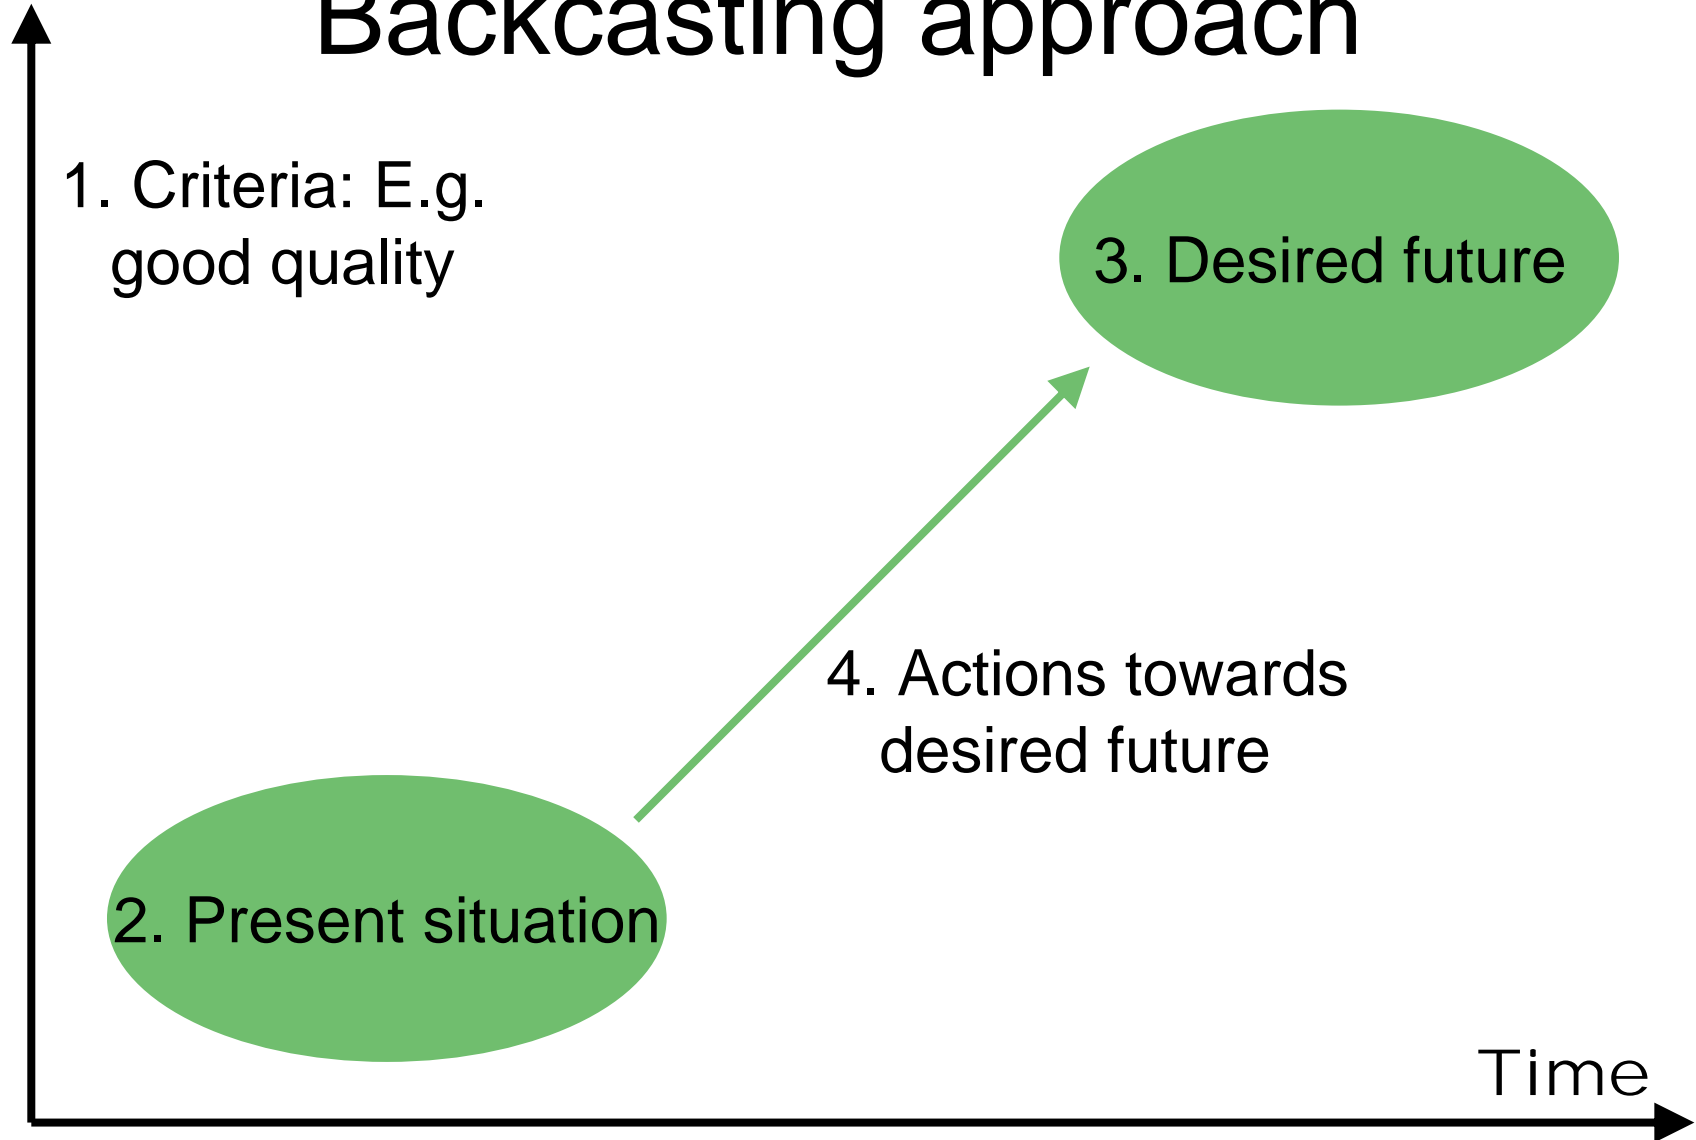 Backcasting approach
1. Criteria: E.g.
good quality
3. Desired future
4. Actions towards
desired future
2. Present situation
Time